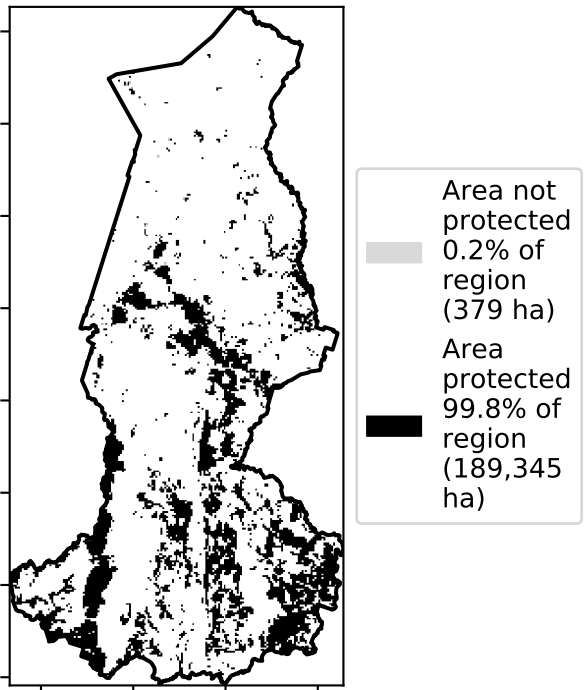 Area not
protected
0.2% of
region
(379 ha)
Area
protected
99.8% of
region
(189,345
ha)